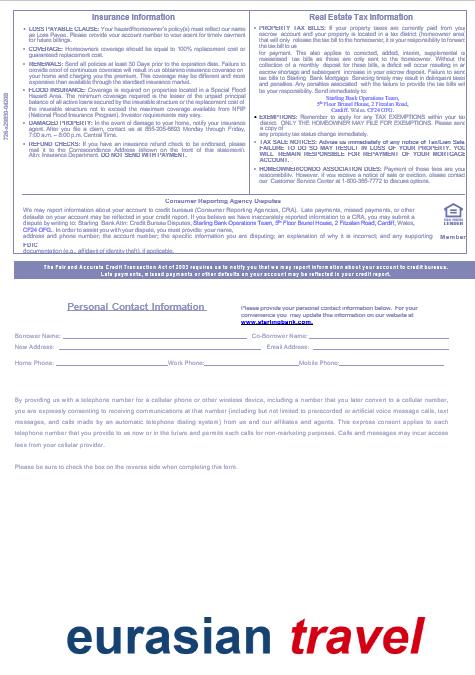 Insurance Information
• LOSS PAYABLE CLAUSE: Your hazard/homeowner's policy(s) must reflect our name
as Loss Payee. Please provide your account number to your agent for timely payment
for future billings.
• COVERAGE: Homeowners coverage should be equal to 100% replacement cost or
guaranteed replacement cost.
• RENEWALS: Send all policies at least 30 Days prior to the expiration date. Failure to
provide proof of continuous coverage will result in us obtaining insurance coverage on
your home and charging you the premium. This coverage may be different and more
expensive than available through the standard insurance market.
FLOOD INSURANCE: Coverage is required on properties located in a Special Flood
Hazard Area. The minimum coverage required is the lesser of the unpaid principal
balance of all active loans secured by the insurable structure or the replacement cost of
the insurable structure not to exceed the maximum coverage available from NFIP
(National Flood Insurance Program). Investor requirements may vary.
• DAMAGED PROPERTY: In the event of damage to your home, notify your insurance
agent. After you file a claim, contact us at 855-205-8693 Monday through Friday,
7:00 a.m. – 8:00 p.m. Central Time.
• REFUND CHECKS: If you have an insurance refund check to be endorsed, please
mail it to the Correspondence Address (shown on the front of this statement).
Attn: Insurance Department. DO NOT SEND WITH PAYMENT.
Real Estate Tax Information
• PROPERTY TAX BILLS: If your property taxes are currently paid from your
escrow account and your property is located in a tax district (homeowner area)
that will only release the tax bill to the homeowner, it is your responsibility to forward
the tax bill to us
for payment. This also applies to corrected, added, interim, supplemental or
reassessed tax bills as these are only sent to the homeowner. Without the
collection of a monthly deposit for these bills, a deficit will occur resulting in an
escrow shortage and subsequent increase in your escrow deposit. Failure to send
tax bills to Starling Bank Mortgage Servicing timely may result in delinquent taxes
and penalties. Any penalties associated with the failure to provide the tax bills will
be your responsibility. Send immediately to:
Starling Bank Operations Team,
5th Floor Brunel House, 2 Fitzalan Road,
Cardiff, Wales, CF24 0FG.
• EXEMPTIONS: Remember to apply for any TAX EXEMPTIONS within your tax
district. ONLY THE HOMEOWNER MAY FILE FOR EXEMPTIONS. Please send
a copy of
any property tax status change immediately.
• TAX SALE NOTICES: Advise us immediately of any notice of Tax/Lien Sale.
FAILURE TO DO SO MAY RESULT IN LOSS OF YOUR PROPERTY. YOU
WILL REMAIN RESPONSIBLE FOR REPAYMENT OF YOUR MORTGAGE
ACCOUNT.
• HOMEOWNER/CONDO ASSOCIATION DUES: Payment of these fees are your
responsibility. However, if you receive a notice of sale or eviction, please contact
our Customer Service Center at 1-800-365-7772 to discuss options.
Consumer Reporting Agency Disputes
We may report information about your account to credit bureaus (Consumer Reporting Agencies, CRA). Late payments, missed payments, or other
defaults on your account may be reflected in your credit report. If you believe we have inaccurately reported information to a CRA, you may submit a
dispute by writing to: Starling Bank Attn: Credit Bureau Disputes, Starling Bank Operations Team, 5th Floor Brunel House, 2 Fitzalan Road, Cardiff, Wales,
CF24 0FG. In order to assist you with your dispute, you must provide: your name,
address and phone number; the account number; the specific information you are disputing; an explanation of why it is incorrect; and any supporting
Member
FDIC
documentation (e.g., affidavit of identity theft), if applicable.
LENDER
The Fair and Accurate Credit Transaction Act of 2003 requires us to notify you that we may report information about your account to credit bureaus.
Late payments, missed payments or other defaults on your account may be reflected in your credit report.
Personal Contact Information
Please provide your personal contact information below. For your
convenience you may update this information on our website at
www.starlingbank.com.
Borrower Name: Co-Borrower Name:
New Address: Email Address:
Home Phone: Work Phone: Mobile Phone:
By providing us with a telephone number for a cellular phone or other wireless device, including a number that you later convert to a cellular number,
you are expressly consenting to receiving communications at that number (including but not limited to prerecorded or artificial voice message calls, text
messages, and calls made by an automatic telephone dialing system) from us and our affiliates and agents. This express consent applies to each
telephone number that you provide to us now or in the future and permits such calls for non-marketing purposes. Calls and messages may incur access
fees from your cellular provider.
Please be sure to check the box on the reverse side when completing this form.
eurasian travel